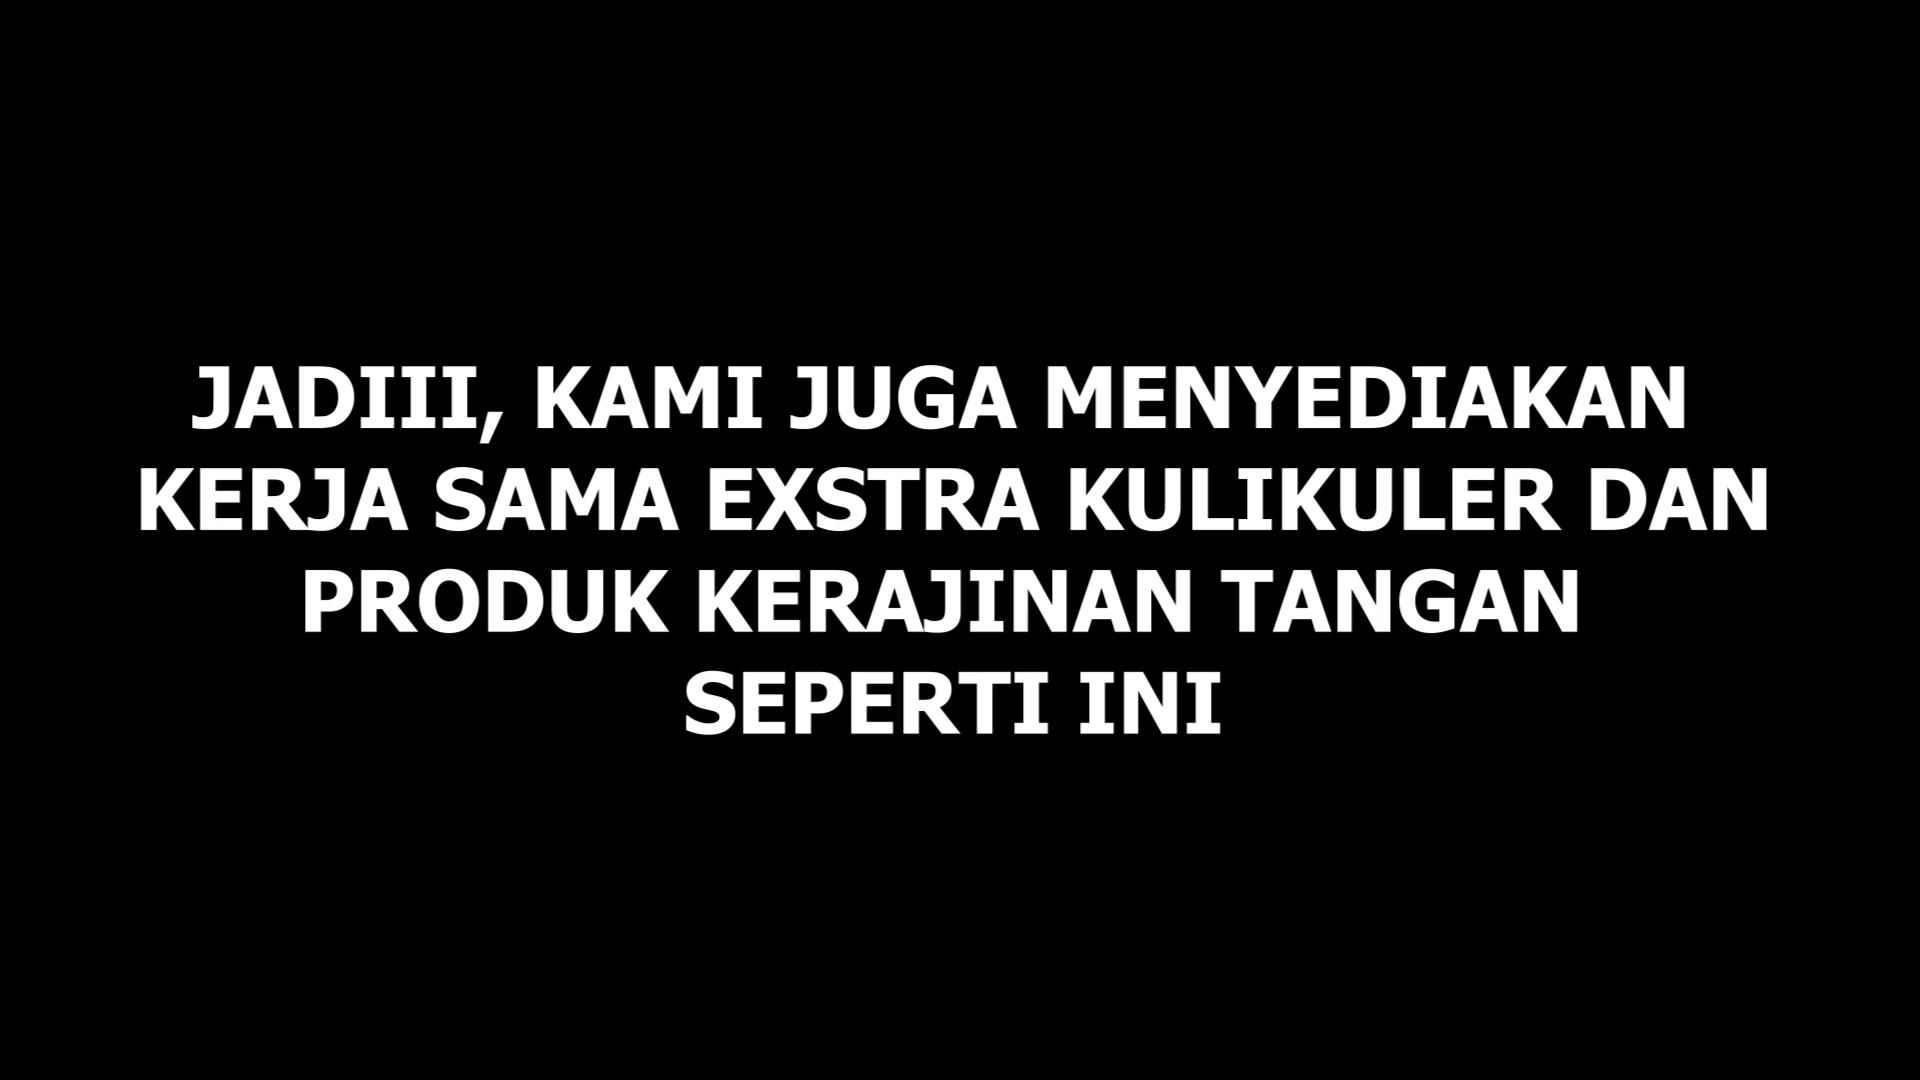 JADIII, KAMI JUGA MENYEDIAKAN
KERJA SAMA EXSTRA KULIKULER DAN
PRODUK KERAJINAN TANGAN
SEPERTI INI